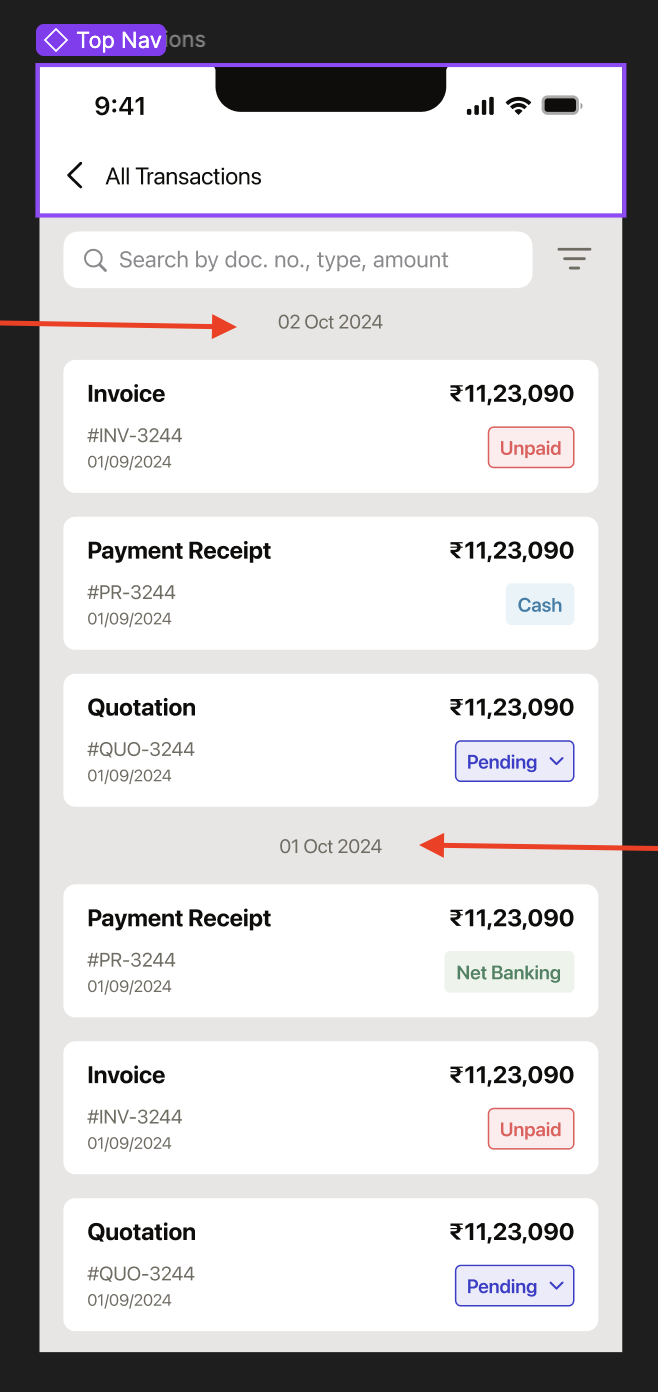 Top Nav
ions
9:41
All Transactions
Search by doc. no., type, amount
02 Oct 2024
Invoice ₹11,23,090
#INV-3244
01/09/2024
Unpaid
Payment Receipt ₹11,23,090
#PR-3244
01/09/2024
Cash
Quotation ₹11,23,090
#QUO-3244
01/09/2024
Pending
01 Oct 2024
Payment Receipt ₹11,23,090
#PR-3244
01/09/2024
Net Banking
Invoice ₹11,23,090
#INV-3244
01/09/2024
Unpaid
Quotation ₹11,23,090
#QUO-3244
01/09/2024
Pending